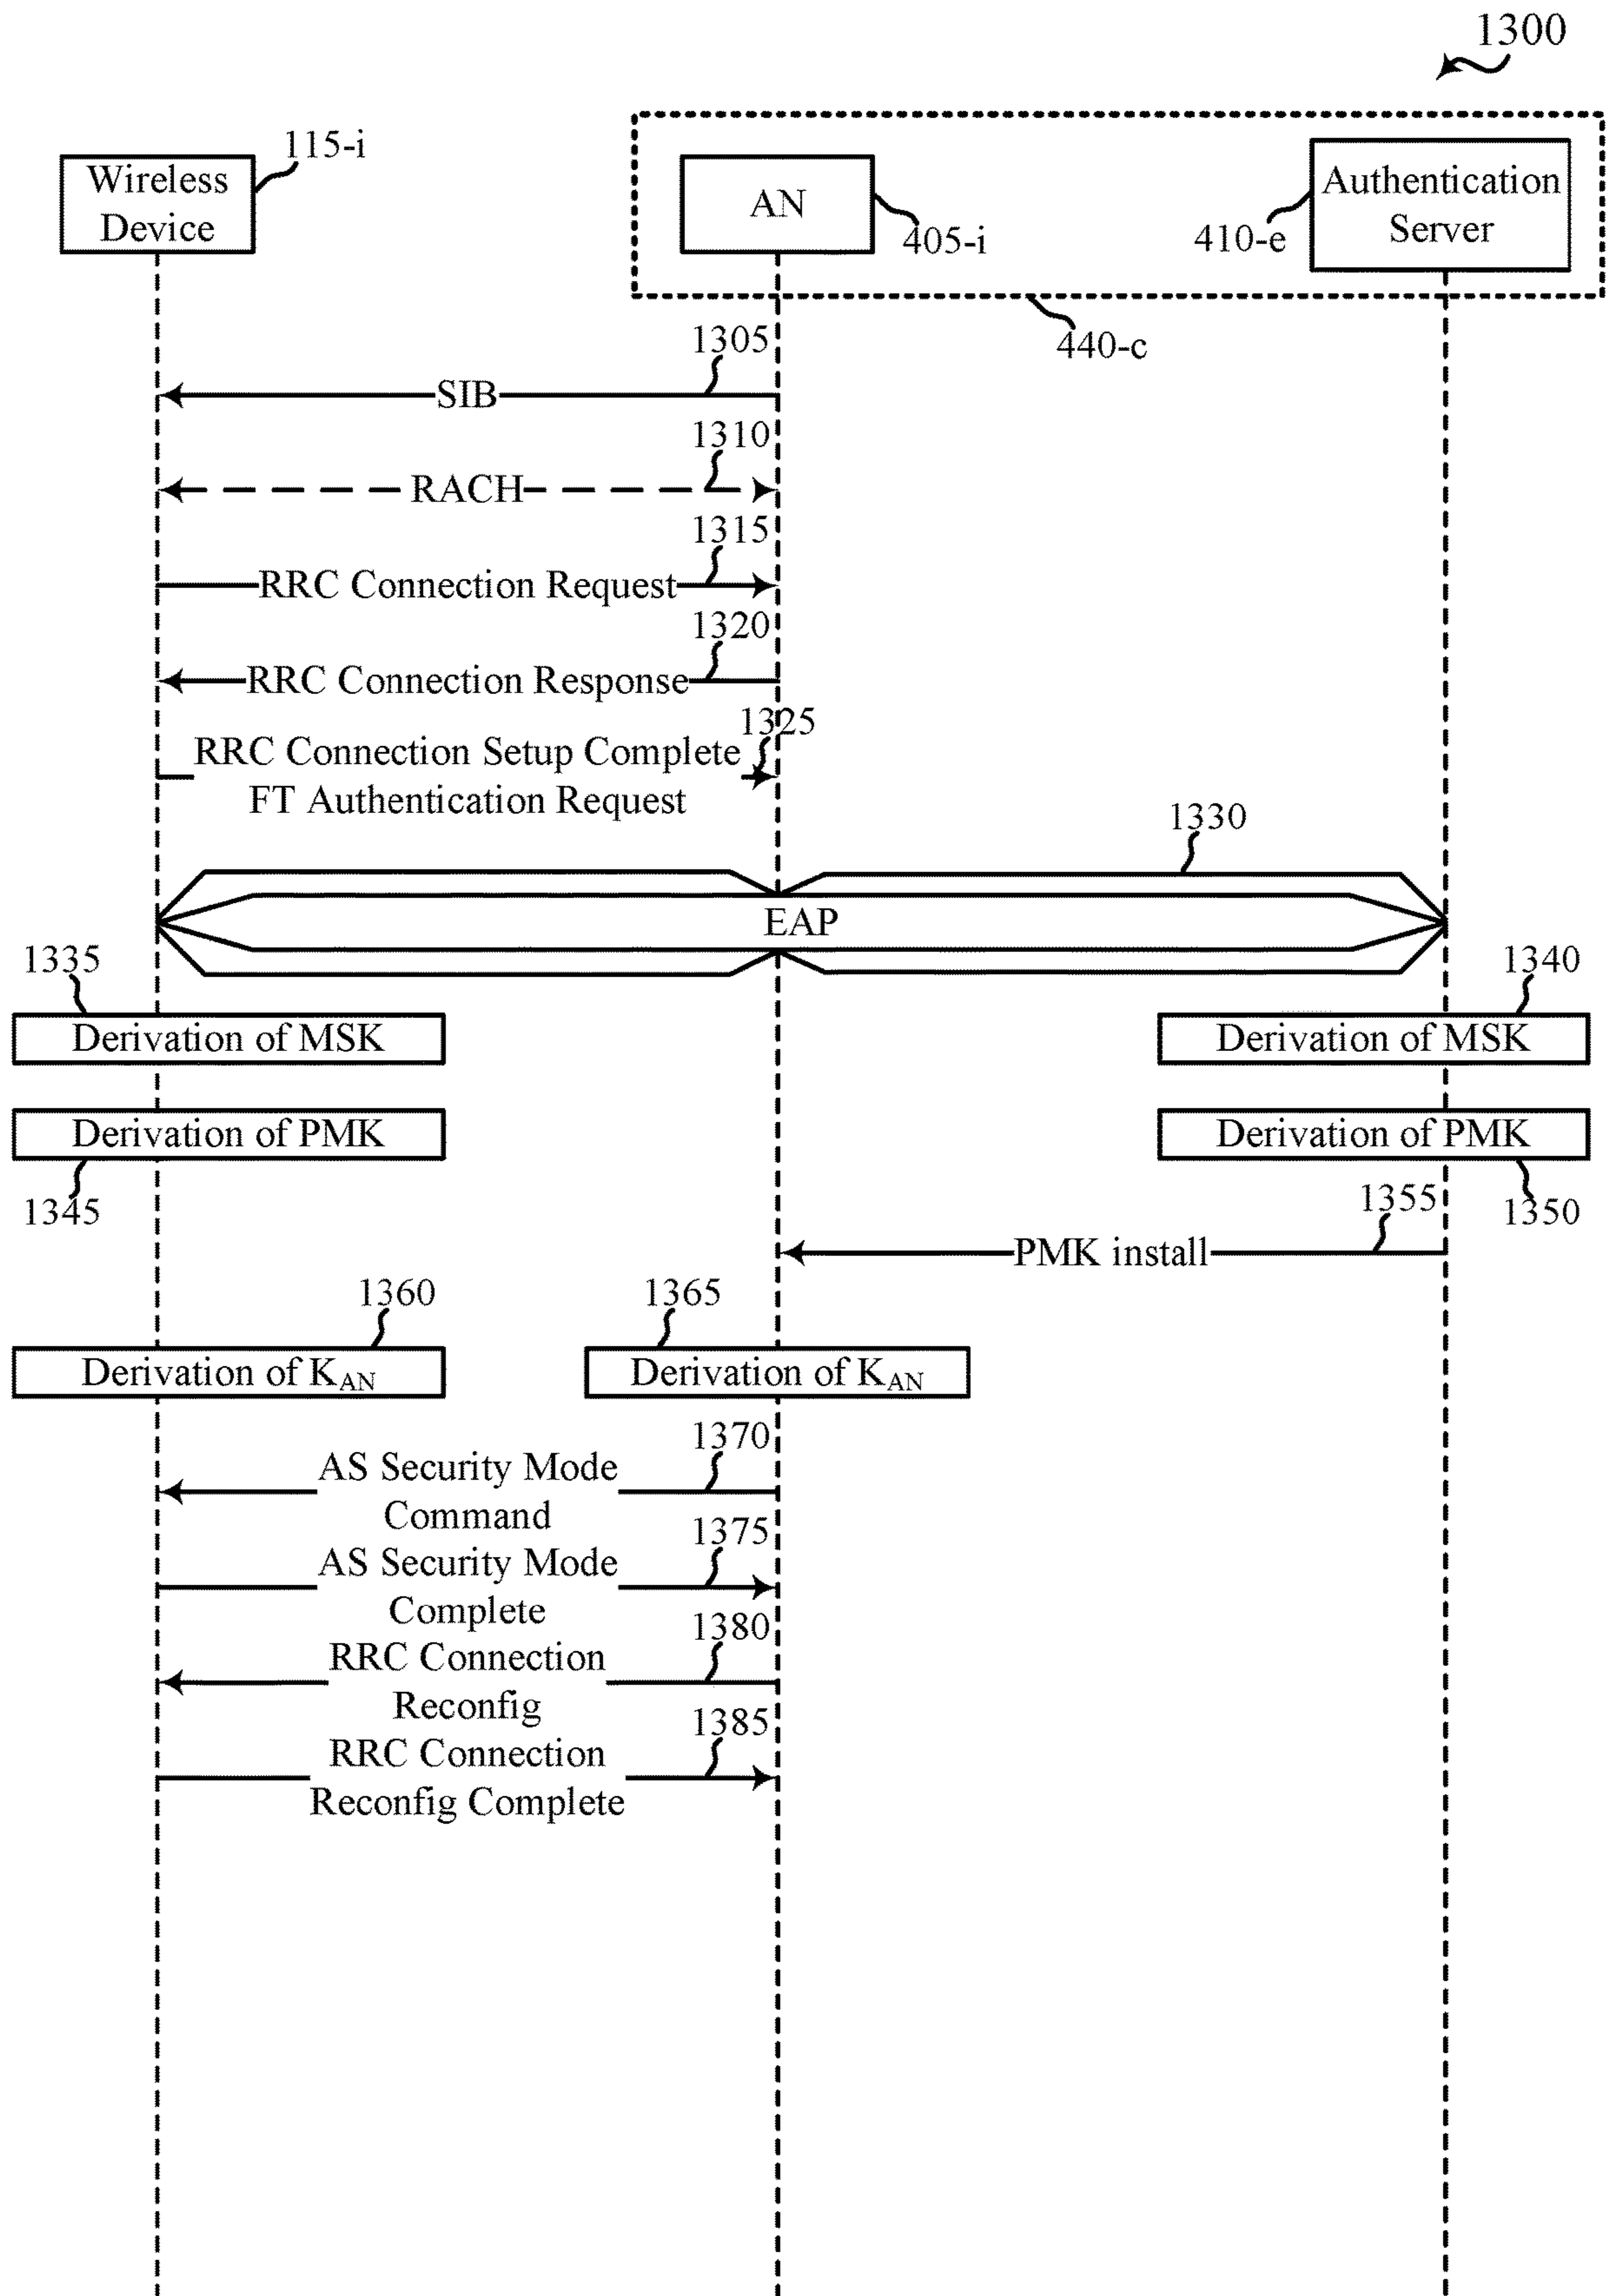 1300
115-i
Wireless
Device
AN
405-i
410-e
Authentication
Server
440-c
1305
SIB
1310
RACH
1315
RRC Connection Request
1320
RRC Connection Response
1325
RRC Connection Setup Complete
FT Authentication Request
1330
EAP
1335
1340
Derivation of MSK
Derivation of MSK
Derivation of PMK
Derivation of PMK
1345
1350
1355
PMK install
1360
1365
Derivation of KAN
Derivation of KAN
1370
AS Security Mode
Command
1375
AS Security Mode
Complete
1380
RRC Connection
Reconfig
1385
RRC Connection
Reconfig Complete